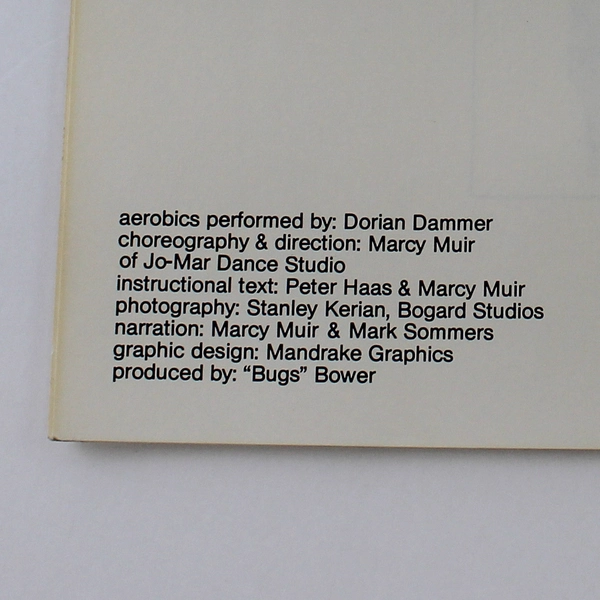 aerobics performed by: Dorian Dammer
choreography & direction: Marcy Muir
of Jo-Mar Dance Studio
instructional text: Peter Haas & Marcy Muir
photography: Stanley Kerian, Bogard Studios
narration: Marcy Muir & Mark Sommers
graphic design: Mandrake Graphics
produced by: “Bugs” Bower